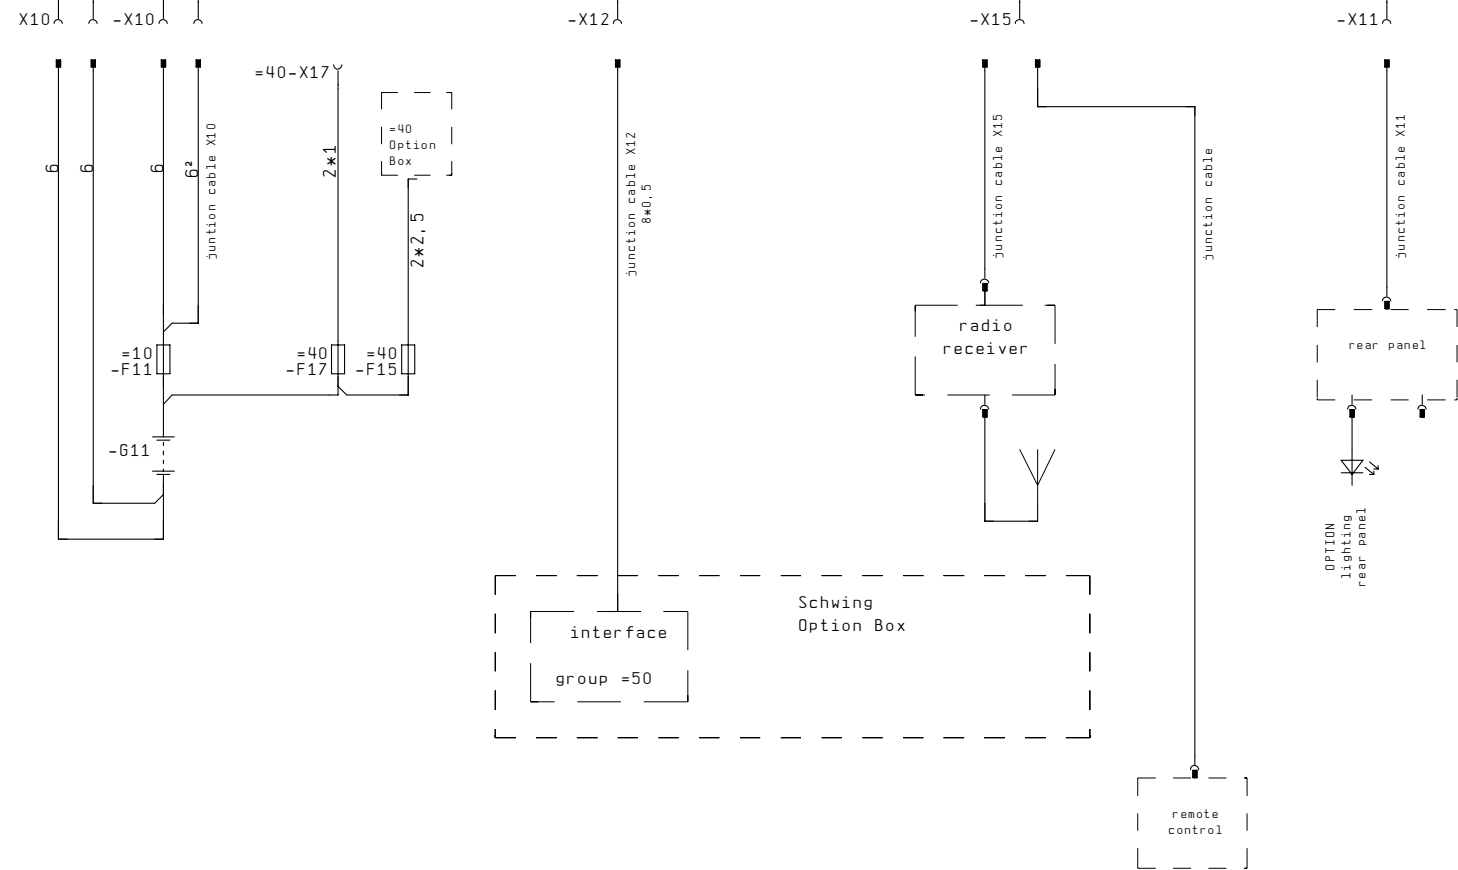 X10
-X10
-X12
-X15
-X11
=40-X17
=40
Option
Box
6
6
6
6²
juntion cable X10
2*1
2*2,5
junction cable X12
8*0,5
junction cable X15
junction cable
junction cable X11
=10
-F11
=40
-F17
=40
-F15
-G11
radio
receiver
rear panel
OPTION
lighting
rear panel
Schwing
Option Box
interface
group =50
remote
control